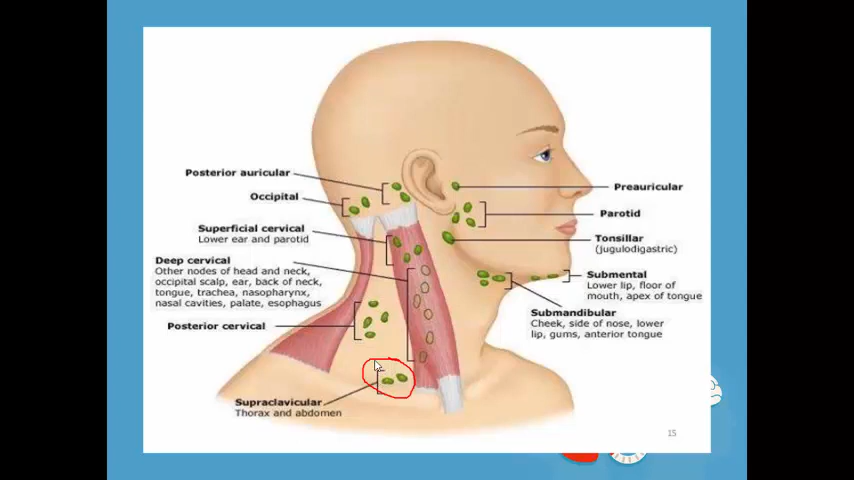 Posterior auricular
Occipital
Superficial cervical
Lower ear and parotid
Deep cervical
Other nodes of head and neck,
occipital scalp, ear, back of neck,
tongue, trachea, nasopharynx,
nasal cavities, palate, esophagus
Posterior cervical
Supraclavicular
Thorax and abdomen
Preauricular
Parotid
Tonsillar
(jugulodigastric)
Submental
Lower lip, floor of
mouth, apex of tongue
Submandibular
Cheek, side of nose, lower
lip, gums, anterior tongue
15